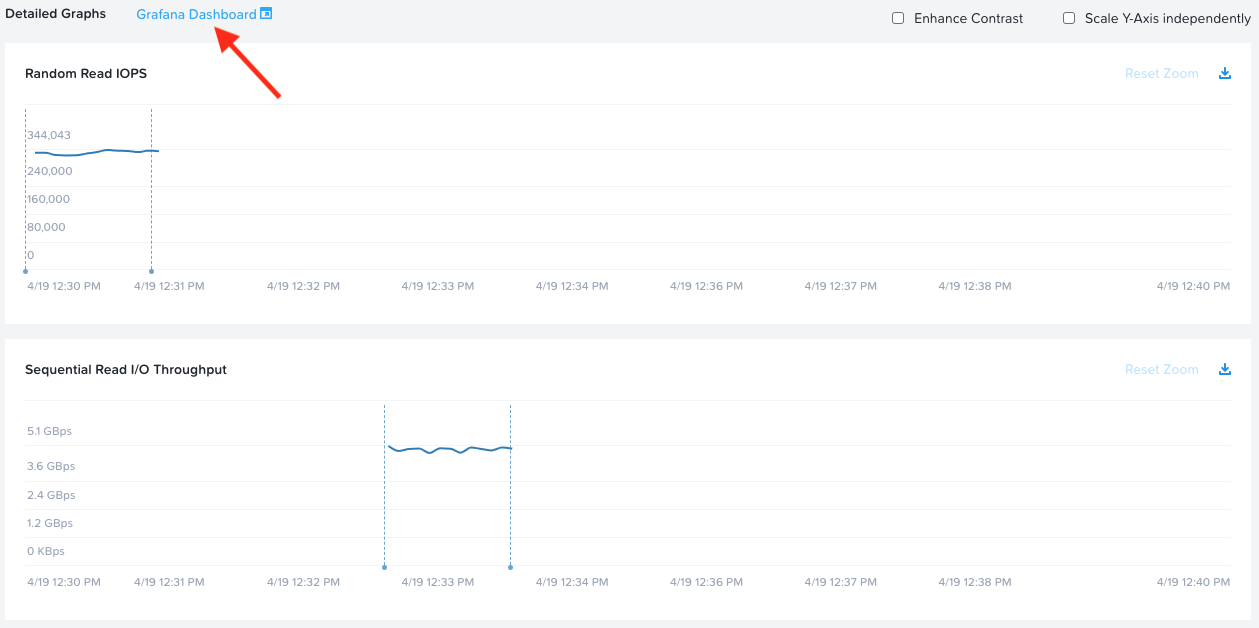 Detailed Graphs Grafana Dashboard Enhance Contrast Scale Y-Axis independently
Random Read IOPS Reset Zoom
344,043
240,000
160,000
80,000
0
4/19 12:30 PM 4/19 12:31 PM 4/19 12:32 PM 4/19 12:33 PM 4/19 12:34 PM 4/19 12:36 PM 4/19 12:37 PM 4/19 12:38 PM 4/19 12:40 PM
Sequential Read I/O Throughput Reset Zoom
5.1 GBps
3.6 GBps
2.4 GBps
1.2 GBps
0 KBps
4/19 12:30 PM 4/19 12:31 PM 4/19 12:32 PM 4/19 12:33 PM 4/19 12:34 PM 4/19 12:36 PM 4/19 12:37 PM 4/19 12:38 PM 4/19 12:40 PM